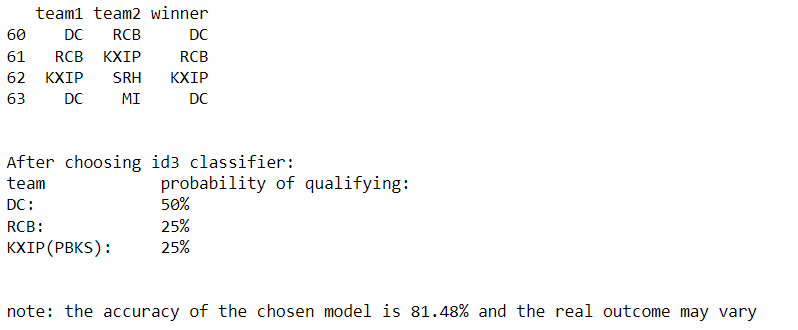 team1 team2 winner
60 DC RCB DC
61 RCB KXIP RCB
62 KXIP SRH KXIP
63 DC MI DC
After choosing id3 classifier:
team probability of qualifying:
DC: 50%
RCB: 25%
KXIP(PBKS): 25%
note: the accuracy of the chosen model is 81.48% and the real outcome may vary